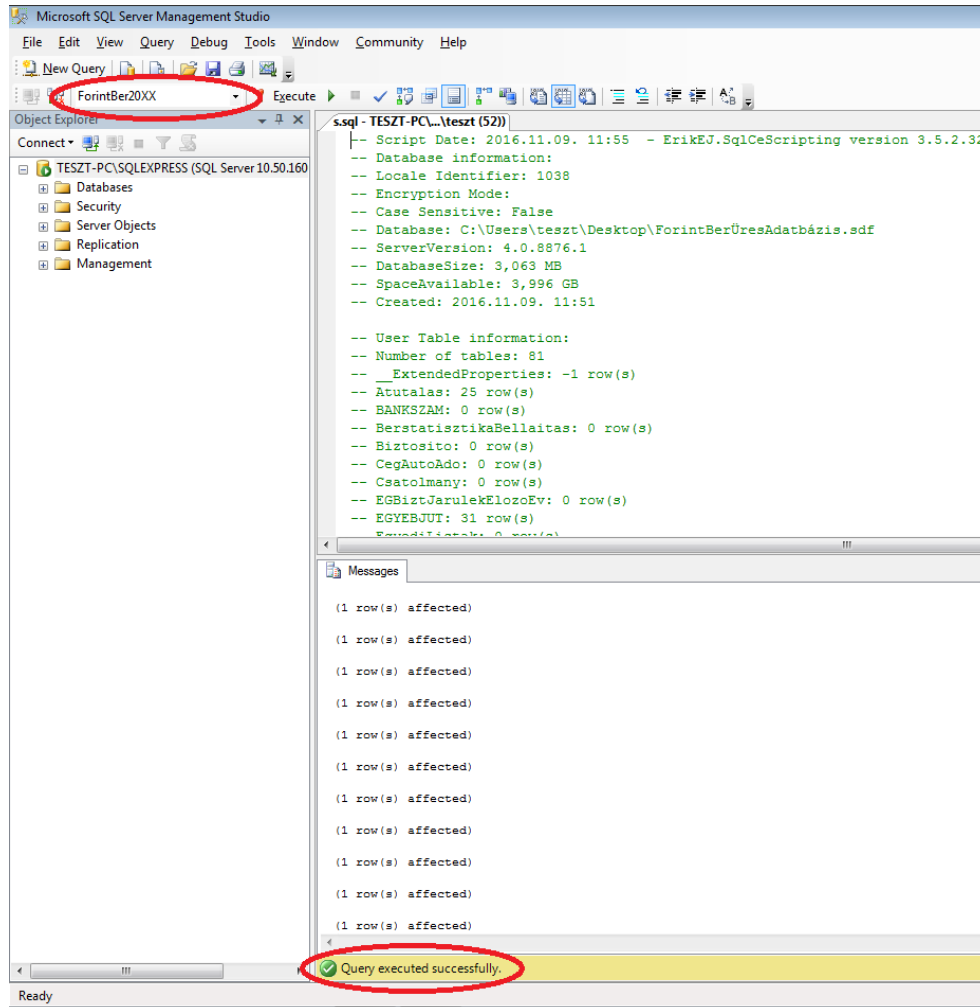 Microsoft SQL Server Management Studio
File Edit View Query Debug Tools Window Community Help
New Query
ForintBer20XX Execute
Object Explorer
Connect
TESZT-PC\SQLEXPRESS (SQL Server 10.50.160
Databases
Security
Server Objects
Replication
Management
s.sql - TESZT-PC\...\teszt (52))
-- Script Date: 2016.11.09. 11:55 - ErikEJ.SqlCeScripting version 3.5.2.32
-- Database information:
-- Locale Identifier: 1038
-- Encryption Mode:
-- Case Sensitive: False
-- Database: C:\Users\teszt\Desktop\ForintBerÜresAdatbázis.sdf
-- ServerVersion: 4.0.8876.1
-- DatabaseSize: 3,063 MB
-- SpaceAvailable: 3,996 GB
-- Created: 2016.11.09. 11:51
-- User Table information:
-- Number of tables: 81
-- __ExtendedProperties: -1 row(s)
-- Atutalas: 25 row(s)
-- BANKSZAM: 0 row(s)
-- BerstatisztikaBellaitas: 0 row(s)
-- Biztosito: 0 row(s)
-- CegAutoAdo: 0 row(s)
-- Csatolmany: 0 row(s)
-- EGBiztJarulekElozoEv: 0 row(s)
-- EGYEBJUT: 31 row(s)
-- EgyediListak: 0 row(s)
Messages
(1 row(s) affected)
(1 row(s) affected)
(1 row(s) affected)
(1 row(s) affected)
(1 row(s) affected)
(1 row(s) affected)
(1 row(s) affected)
(1 row(s) affected)
(1 row(s) affected)
(1 row(s) affected)
(1 row(s) affected)
Query executed successfully.
Ready